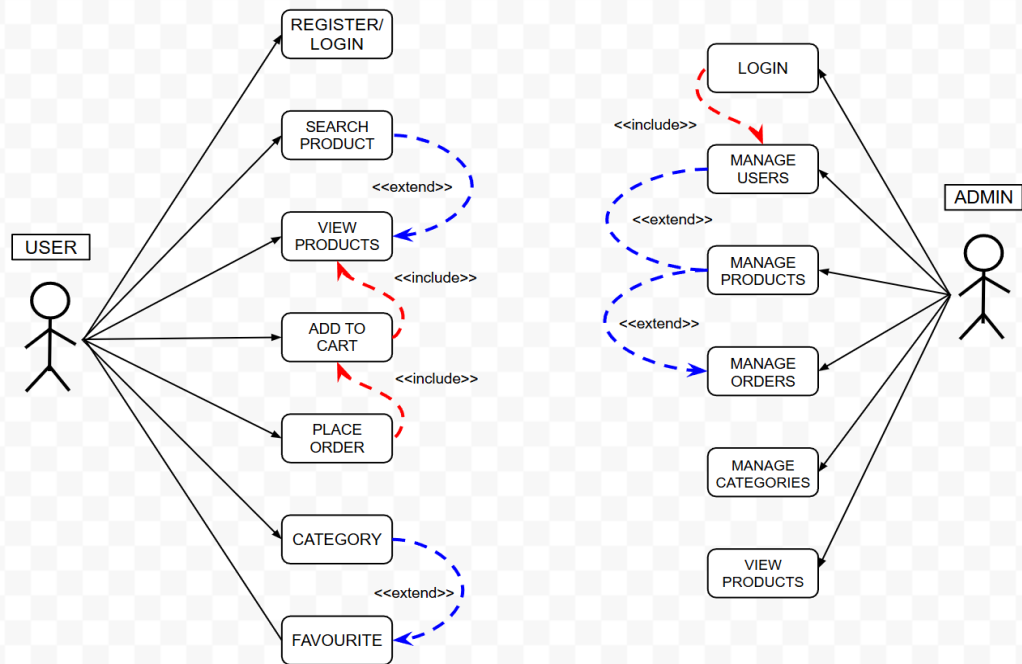 REGISTER/
LOGIN
SEARCH
PRODUCT
<<extend>>
VIEW
PRODUCTS
USER
<<include>>
ADD TO
CART
<<include>>
PLACE
ORDER
CATEGORY
<<extend>>
FAVOURITE
LOGIN
<<include>>
MANAGE
USERS
ADMIN
<<extend>>
MANAGE
PRODUCTS
<<extend>>
MANAGE
ORDERS
MANAGE
CATEGORIES
VIEW
PRODUCTS